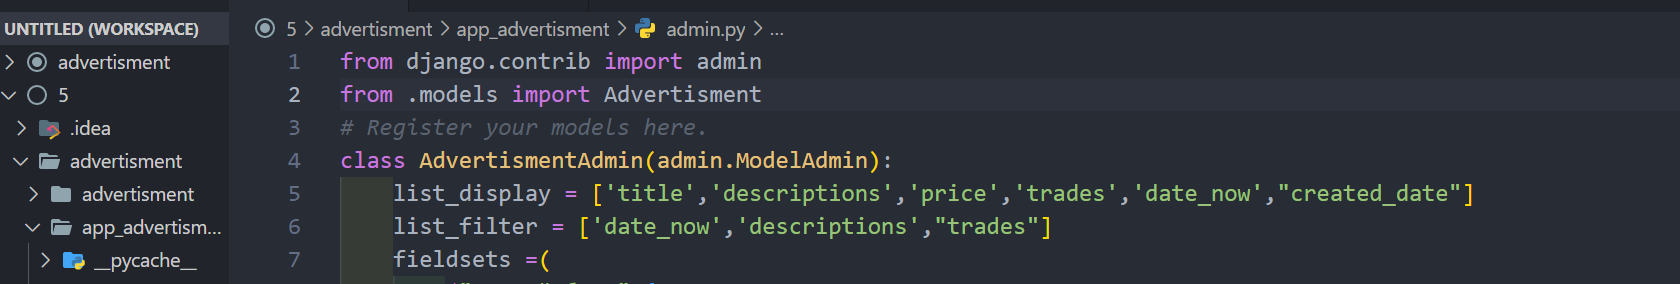 UNTITLED (WORKSPACE)
advertisment
5
.idea
advertisment
advertisment
app_advertism...
__pycache__
5 > advertisment > app_advertisment > admin.py > ...
1 from django.contrib import admin
2 from .models import Advertisment
3 # Register your models here.
4 class AdvertismentAdmin(admin.ModelAdmin):
5 list_display = ['title','descriptions','price','trades','date_now',"created_date"]
6 list_filter = ['date_now','descriptions',"trades"]
7 fieldsets =(